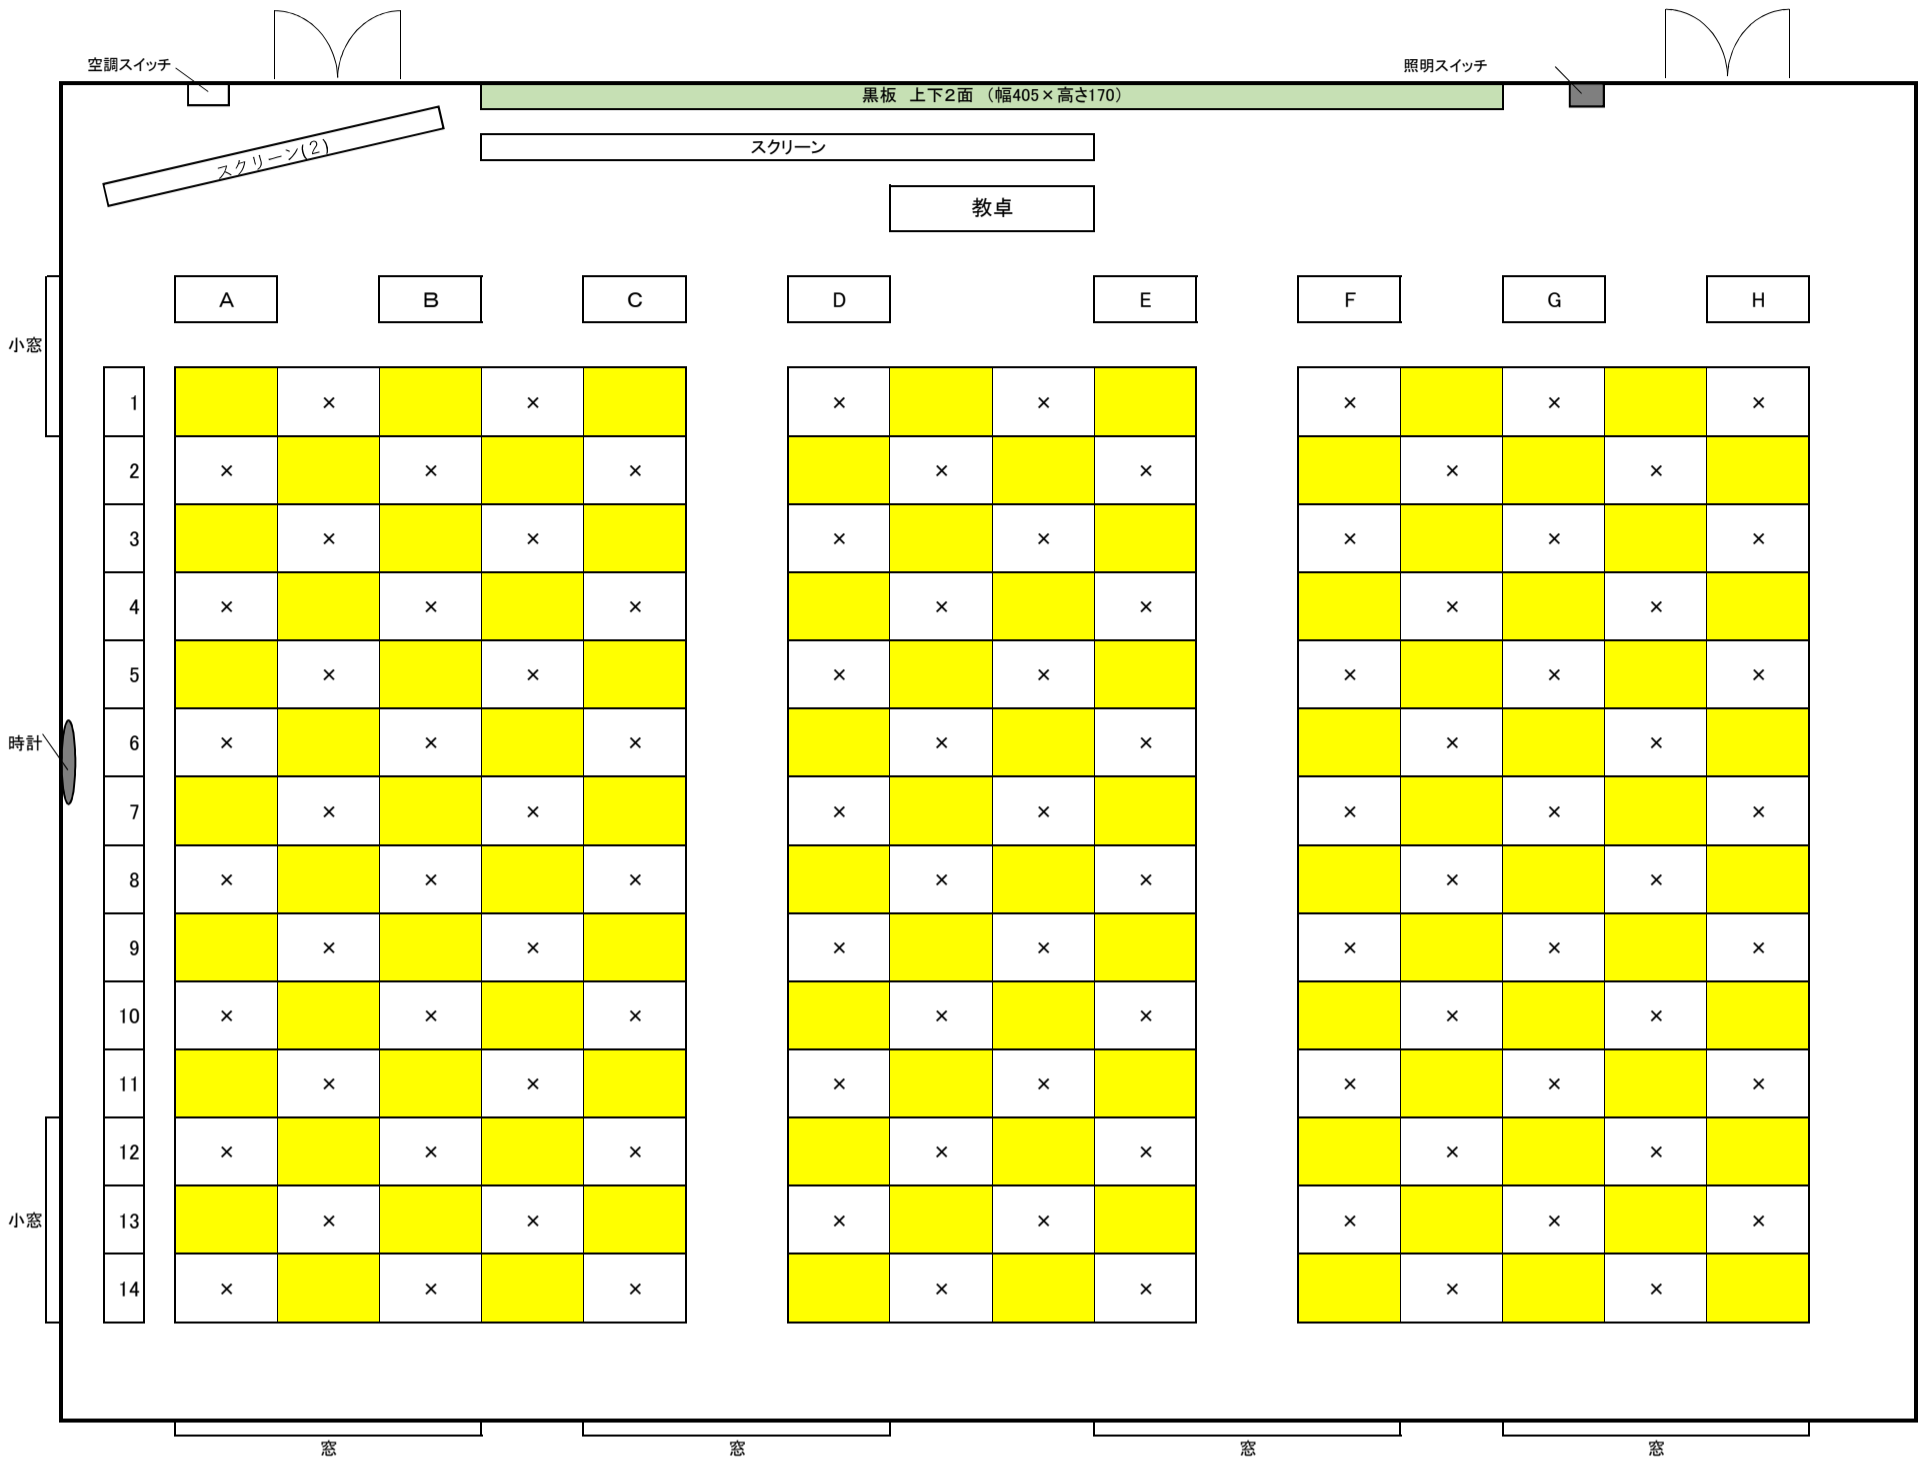 空調スイッチ
照明スイッチ
黒板 上下2面 (幅405×高さ170)
スクリーン(2)
スクリーン
教卓
A B C D E F G H
小窓
1 × × × × × × ×
2 × × × × × × ×
3 × × × × × × ×
4 × × × × × × ×
5 × × × × × × ×
6 × × × × × × ×
時計
7 × × × × × × ×
8 × × × × × × ×
9 × × × × × × ×
10 × × × × × × ×
11 × × × × × × ×
12 × × × × × × ×
小窓
13 × × × × × × ×
14 × × × × × × ×
窓 窓 窓 窓